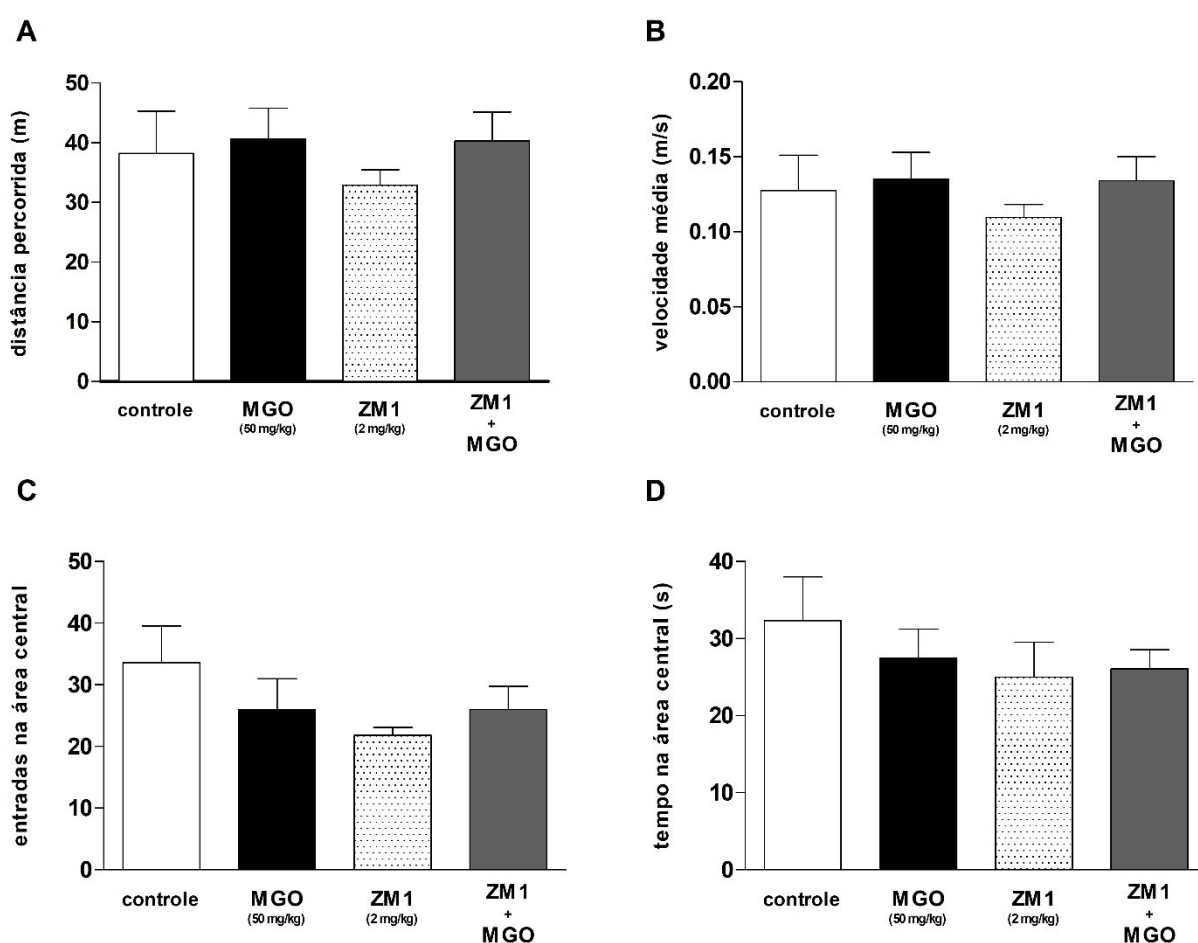 A
distância percorrida (m)
50
40
30
20
10
0
controle
MGO
(50 mg/kg)
ZM1
(2 mg/kg)
ZM1
+
MGO
B
velocidade média (m/s)
0.20
0.15
0.10
0.05
0.00
controle
MGO
(50 mg/kg)
ZM1
(2 mg/kg)
ZM1
+
MGO
C
entradas na área central
50
40
30
20
10
0
controle
MGO
(50 mg/kg)
ZM1
(2 mg/kg)
ZM1
+
MGO
D
tempo na área central (s)
40
30
20
10
0
controle
MGO
(50 mg/kg)
ZM1
(2 mg/kg)
ZM1
+
MGO